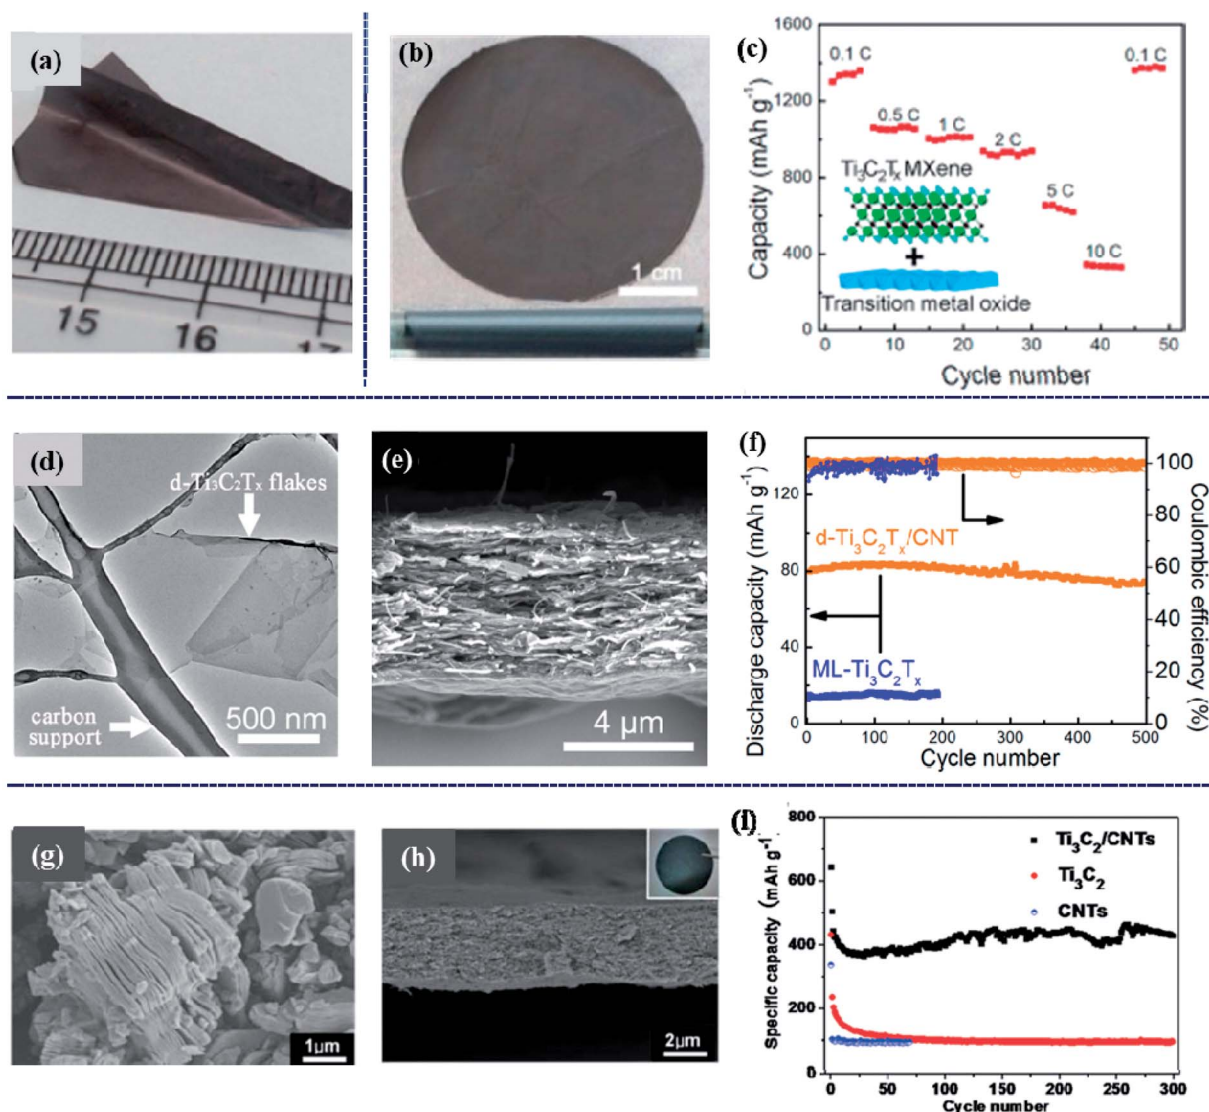 (a)
15
16
17
(b)
1 cm
(c)
1600
1200
800
400
0
Capacity (mAh g⁻¹)
0.1 C
0.5 C
1 C
2 C
5 C
10 C
0.1 C
Ti₃C₂Tₓ MXene
+
Transition metal oxide
0 10 20 30 40 50
Cycle number
(d)
d-Ti₃C₂Tₓ flakes
carbon
support
500 nm
(e)
4 µm
(f)
120
80
40
0
Discharge capacity (mAh g⁻¹)
100
80
60
40
20
0
Coulombic efficiency (%)
d-Ti₃C₂Tₓ/CNT
ML-Ti₃C₂Tₓ
0 100 200 300 400 500
Cycle number
(g)
1µm
(h)
2µm
(i)
800
600
400
200
0
Specific capacity (mAh g⁻¹)
Ti₃C₂/CNTs
Ti₃C₂
CNTs
0 50 100 150 200 250 300
Cycle number